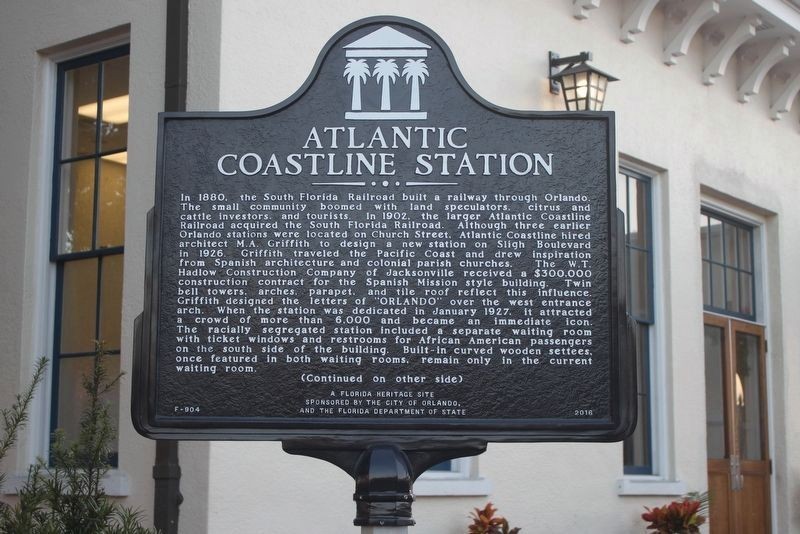 ATLANTIC
COASTLINE STATION
In 1880, the South Florida Railroad built a railway through Orlando.
The small community boomed with land speculators, citrus and
cattle investors, and tourists. In 1902, the larger Atlantic Coastline
Railroad acquired the South Florida Railroad. Although three earlier
Orlando stations were located on Church Street, Atlantic Coastline hired
architect M.A. Griffith to design a new station on Sligh Boulevard
in 1926. Griffith traveled the Pacific Coast and drew inspiration
from Spanish architecture and colonial parish churches. The W.T.
Hadlow Construction Company of Jacksonville received a $300,000
construction contract for the Spanish Mission style building. Twin
bell towers, arches, parapet, and tile roof reflect this influence.
Griffith designed the letters of "ORLANDO" over the west entrance
arch. When the station was dedicated in January 1927, it attracted
a crowd of more than 6,000 and became an immediate icon.
The racially segregated station included a separate waiting room
with ticket windows and restrooms for African American passengers
on the south side of the building. Built-in curved wooden settees,
once featured in both waiting rooms, remain only in the current
waiting room.
(Continued on other side)
A FLORIDA HERITAGE SITE
SPONSORED BY THE CITY OF ORLANDO,
F-904 AND THE FLORIDA DEPARTMENT OF STATE 2016